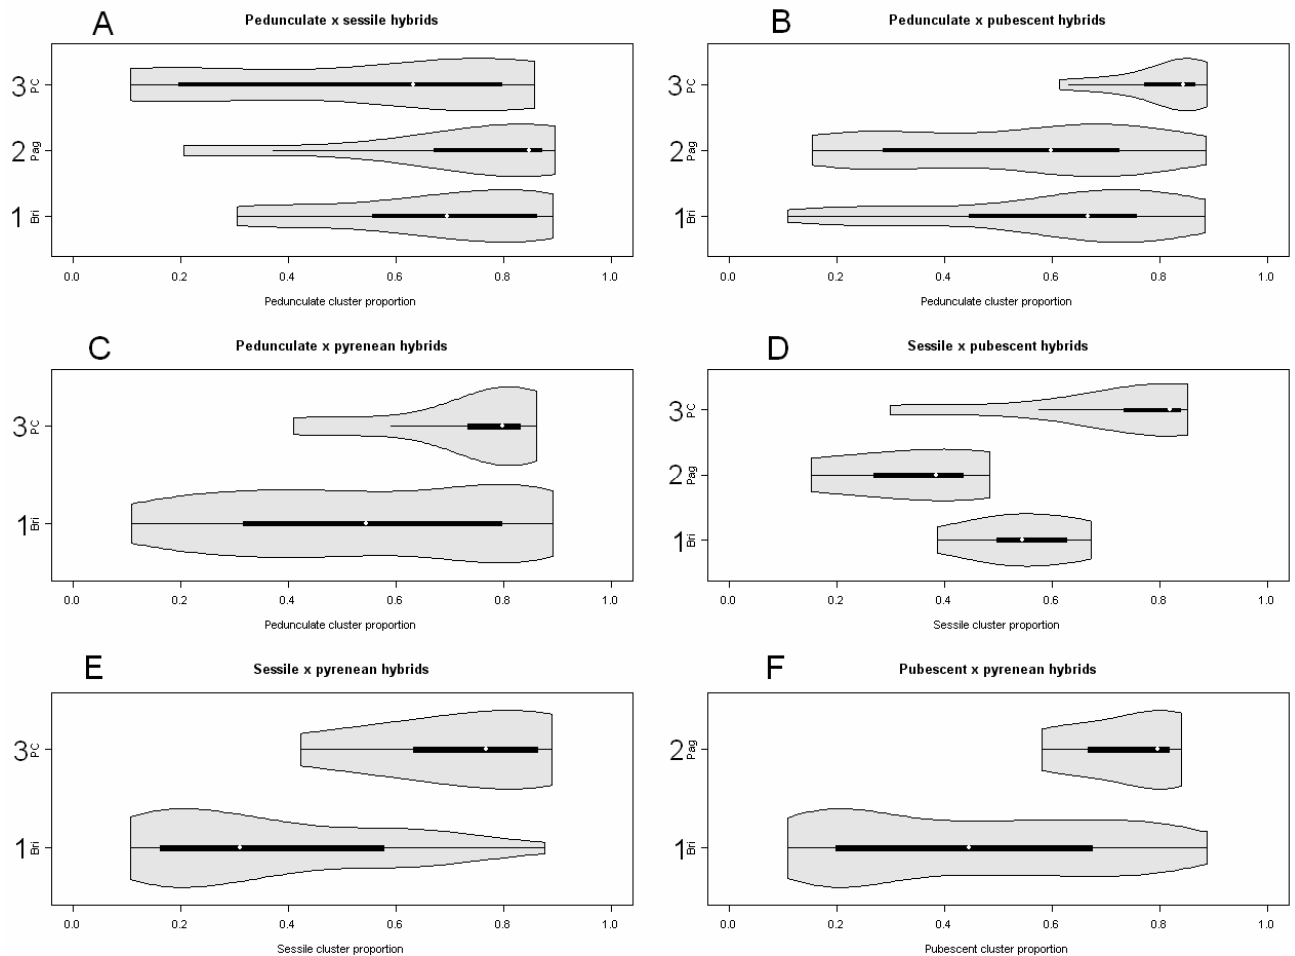 A
Pedunculate x sessile hybrids
3 PC
2 Pag
1 Bri
0.0 0.2 0.4 0.6 0.8 1.0
Pedunculate cluster proportion
B
Pedunculate x pubescent hybrids
3 PC
2 Pag
1 Bri
0.0 0.2 0.4 0.6 0.8 1.0
Pedunculate cluster proportion
C
Pedunculate x pyrenean hybrids
3 PC
1 Bri
0.0 0.2 0.4 0.6 0.8 1.0
Pedunculate cluster proportion
D
Sessile x pubescent hybrids
3 PC
2 Pag
1 Bri
0.0 0.2 0.4 0.6 0.8 1.0
Sessile cluster proportion
E
Sessile x pyrenean hybrids
3 PC
1 Bri
0.0 0.2 0.4 0.6 0.8 1.0
Sessile cluster proportion
F
Pubescent x pyrenean hybrids
2 Pag
1 Bri
0.0 0.2 0.4 0.6 0.8 1.0
Pubescent cluster proportion